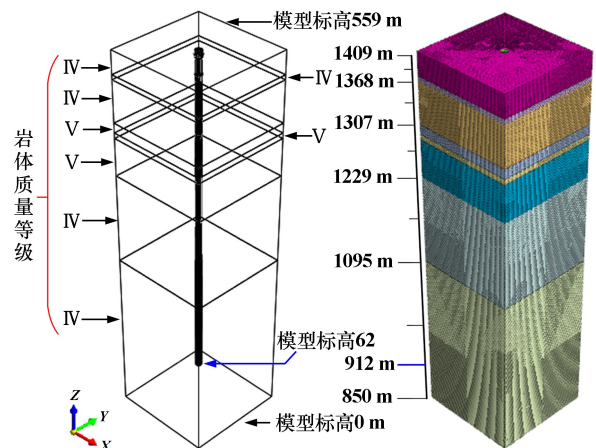 模型标高559 m
1409 m
Ⅳ
Ⅳ
1368 m
Ⅳ
1307 m
Ⅴ
Ⅴ
Ⅴ
1229 m
岩体质量等级
Ⅳ
1095 m
Ⅳ
模型标高62
912 m
850 m
模型标高0 m
Z
Y
X